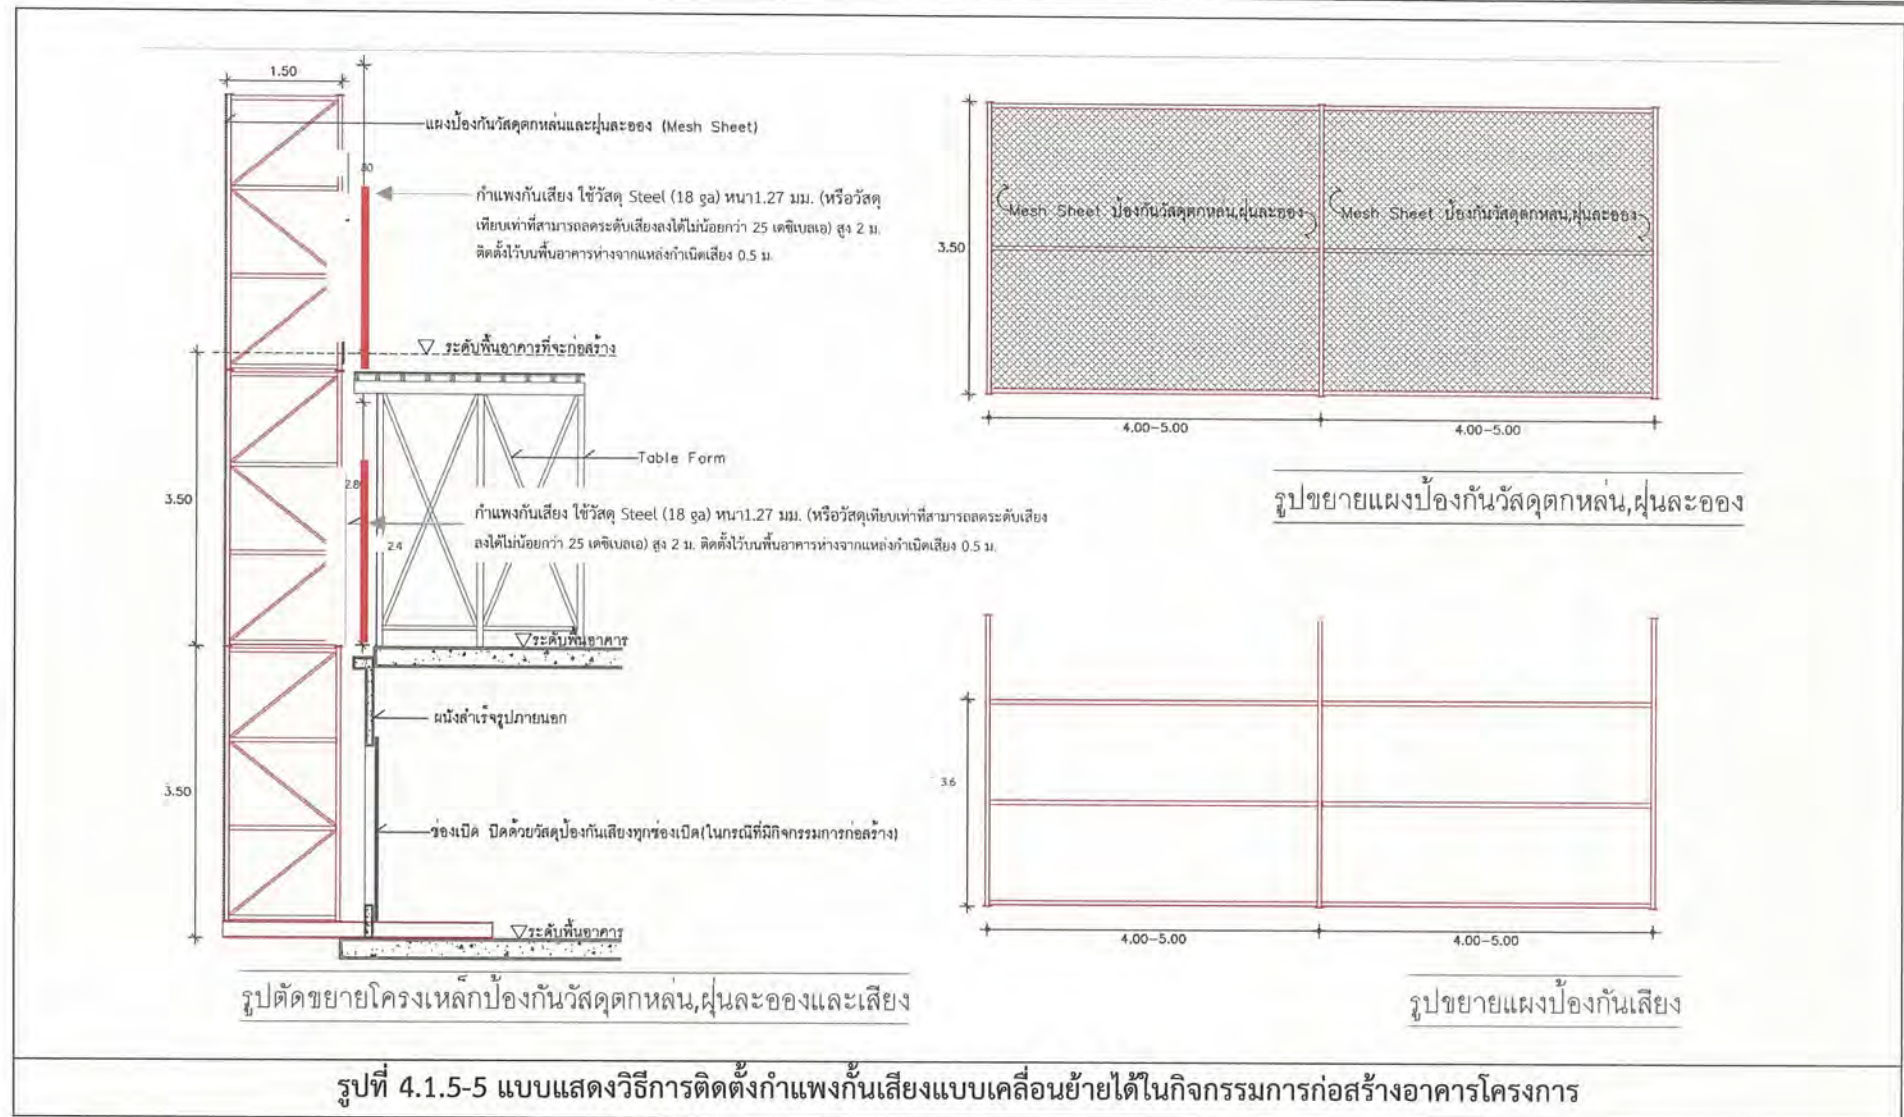 1.50
แผงป้องกันวัสดุตกหล่นและฝุ่นละออง (Mesh Sheet)
กำแพงกันเสียง ใช้วัสดุ Steel (18 ga) หนา1.27 มม. (หรือวัสดุ
เทียบเท่าที่สามารถลดระดับเสียงลงได้ไม่น้อยกว่า 25 เดซิเบลเอ) สูง 2 ม.
ติดตั้งไว้บนพื้นอาคารห่างจากแหล่งกำเนิดเสียง 0.5 ม.
ระดับพื้นอาคารที่จะก่อสร้าง
Table Form
3.50
2.8
2.4
กำแพงกันเสียง ใช้วัสดุ Steel (18 ga) หนา1.27 มม. (หรือวัสดุเทียบเท่าที่สามารถลดระดับเสียง
ลงได้ไม่น้อยกว่า 25 เดซิเบลเอ) สูง 2 ม. ติดตั้งไว้บนพื้นอาคารห่างจากแหล่งกำเนิดเสียง 0.5 ม.
ระดับพื้นอาคาร
ผนังสำเร็จรูปภายนอก
3.50
ช่องเปิด ปิดด้วยวัสดุป้องกันเสียงทุกช่องเปิด(ในกรณีที่มีกิจกรรมการก่อสร้าง)
ระดับพื้นอาคาร
รูปตัดขยายโครงเหล็กป้องกันวัสดุตกหล่น,ฝุ่นละอองและเสียง
Mesh Sheet ป้องกันวัสดุตกหล่น,ฝุ่นละออง
Mesh Sheet ป้องกันวัสดุตกหล่น,ฝุ่นละออง
3.50
4.00-5.00
4.00-5.00
รูปขยายแผงป้องกันวัสดุตกหล่น,ฝุ่นละออง
3.6
4.00-5.00
4.00-5.00
รูปขยายแผงป้องกันเสียง
รูปที่ 4.1.5-5 แบบแสดงวิธีการติดตั้งกำแพงกั้นเสียงแบบเคลื่อนย้ายได้ในกิจกรรมการก่อสร้างอาคารโครงการ